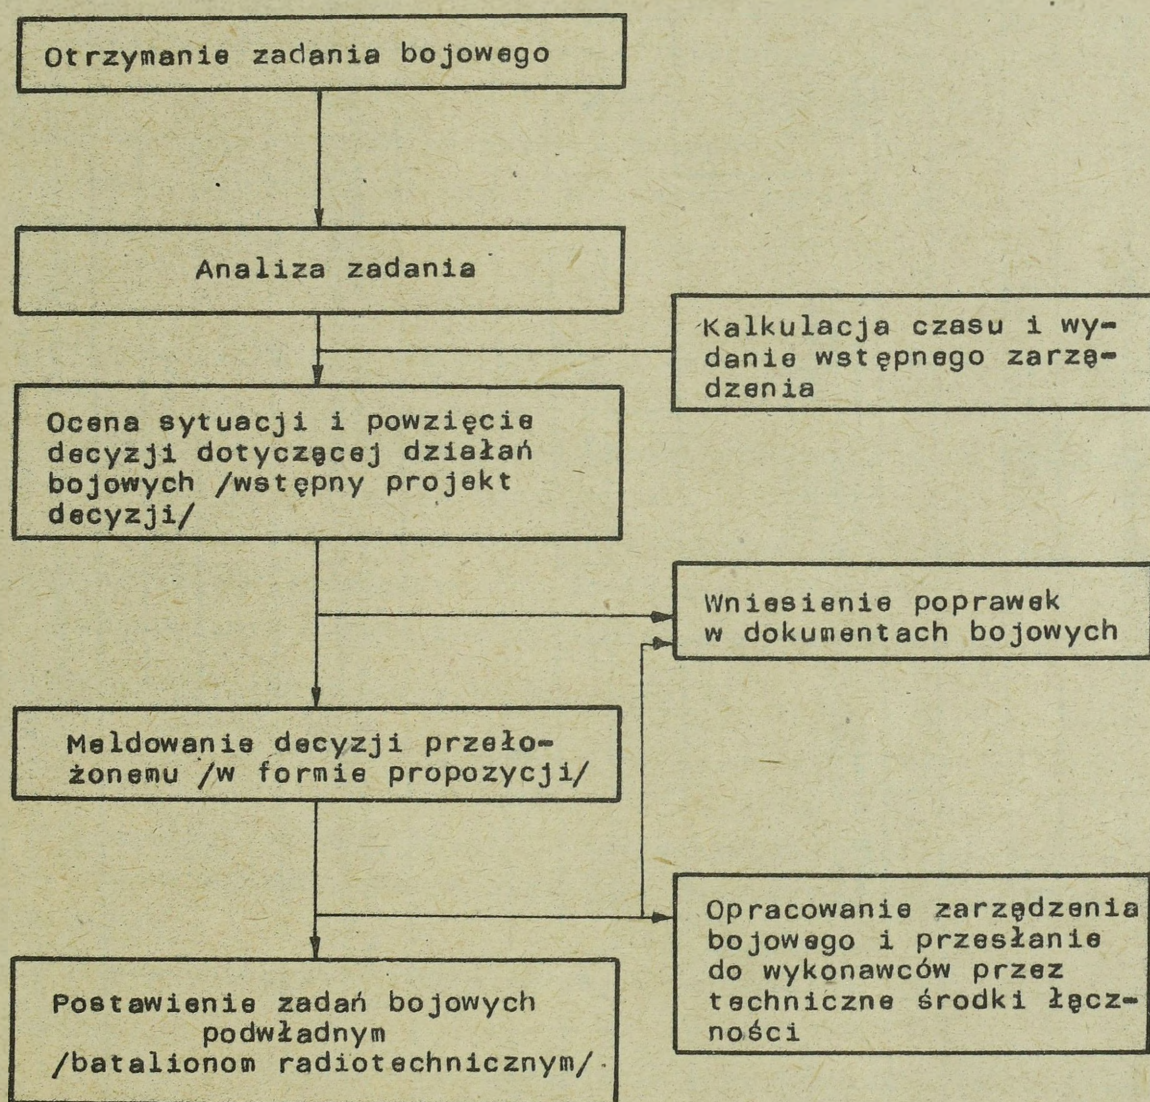 Otrzymanie zadania bojowego
Analiza zadania
Kalkulacja czasu i wy-
danie wstępnego zarzą-
dzenia
Ocena sytuacji i powzięcie
decyzji dotyczącej działań
bojowych /wstępny projekt
decyzji/
Wniesienie poprawek
w dokumentach bojowych
Meldowanie decyzji przeło-
żonemu /w formie propozycji/
Opracowanie zarządzenia
bojowego i przesłanie
do wykonawców przez
techniczne środki łącz-
ności
Postawienie zadań bojowych
podwładnym
/batalionom radiotechnicznym/